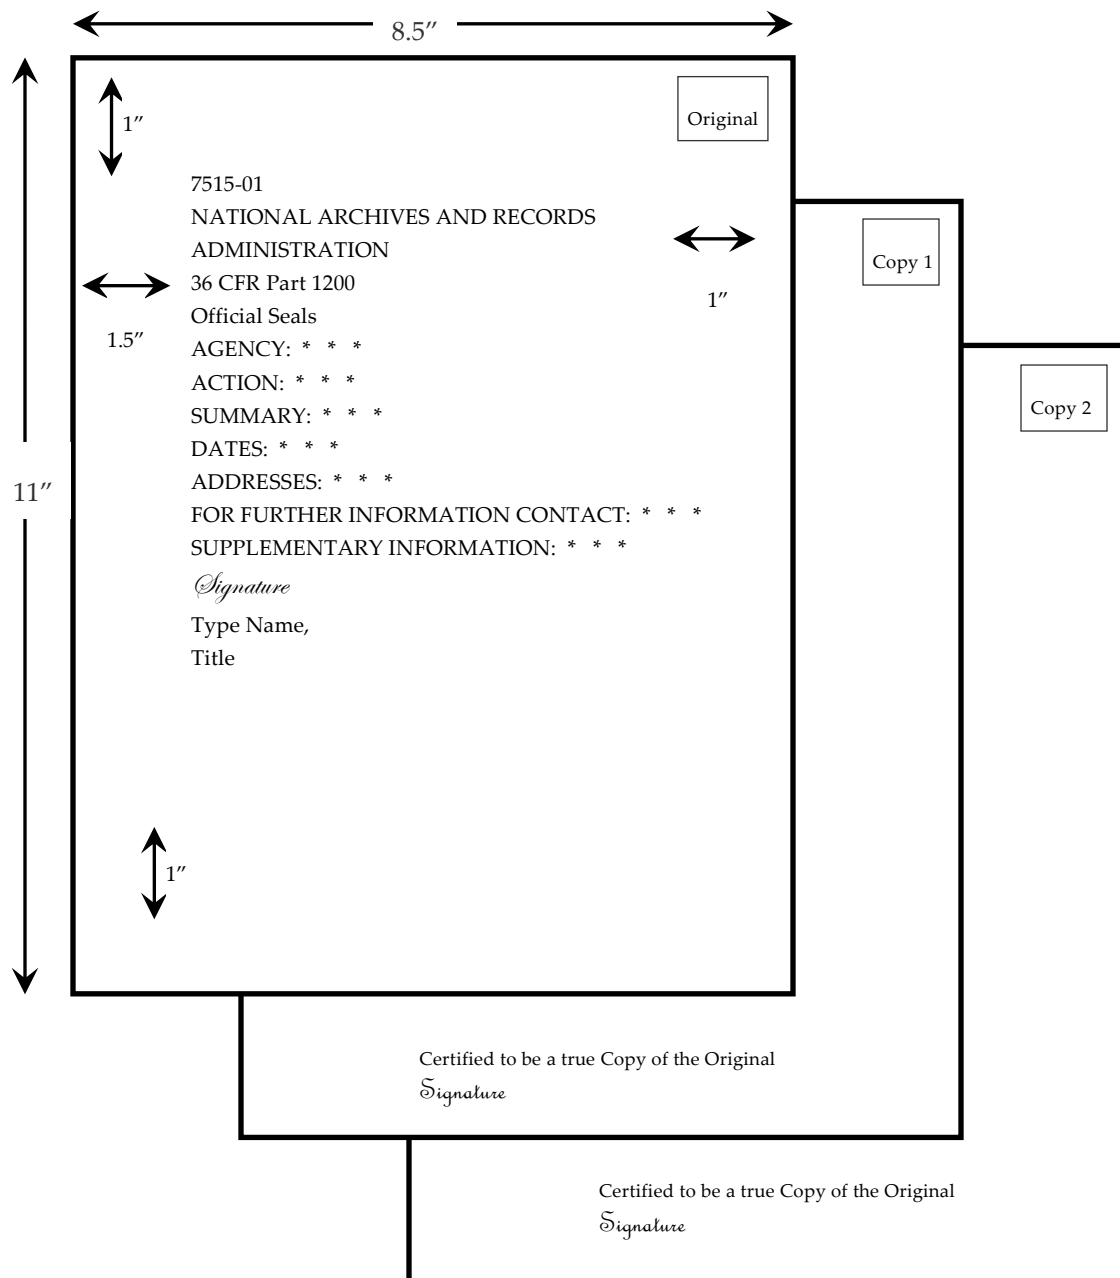 8.5″
Original
1″
7515-01
NATIONAL ARCHIVES AND RECORDS
ADMINISTRATION
36 CFR Part 1200
Official Seals
AGENCY: * * *
ACTION: * * *
SUMMARY: * * *
DATES: * * *
ADDRESSES: * * *
FOR FURTHER INFORMATION CONTACT: * * *
SUPPLEMENTARY INFORMATION: * * *
Signature
Type Name,
Title
1.5″
1″
11″
1″
Copy 1
Copy 2
Certified to be a true Copy of the Original
Signature
Certified to be a true Copy of the Original
Signature